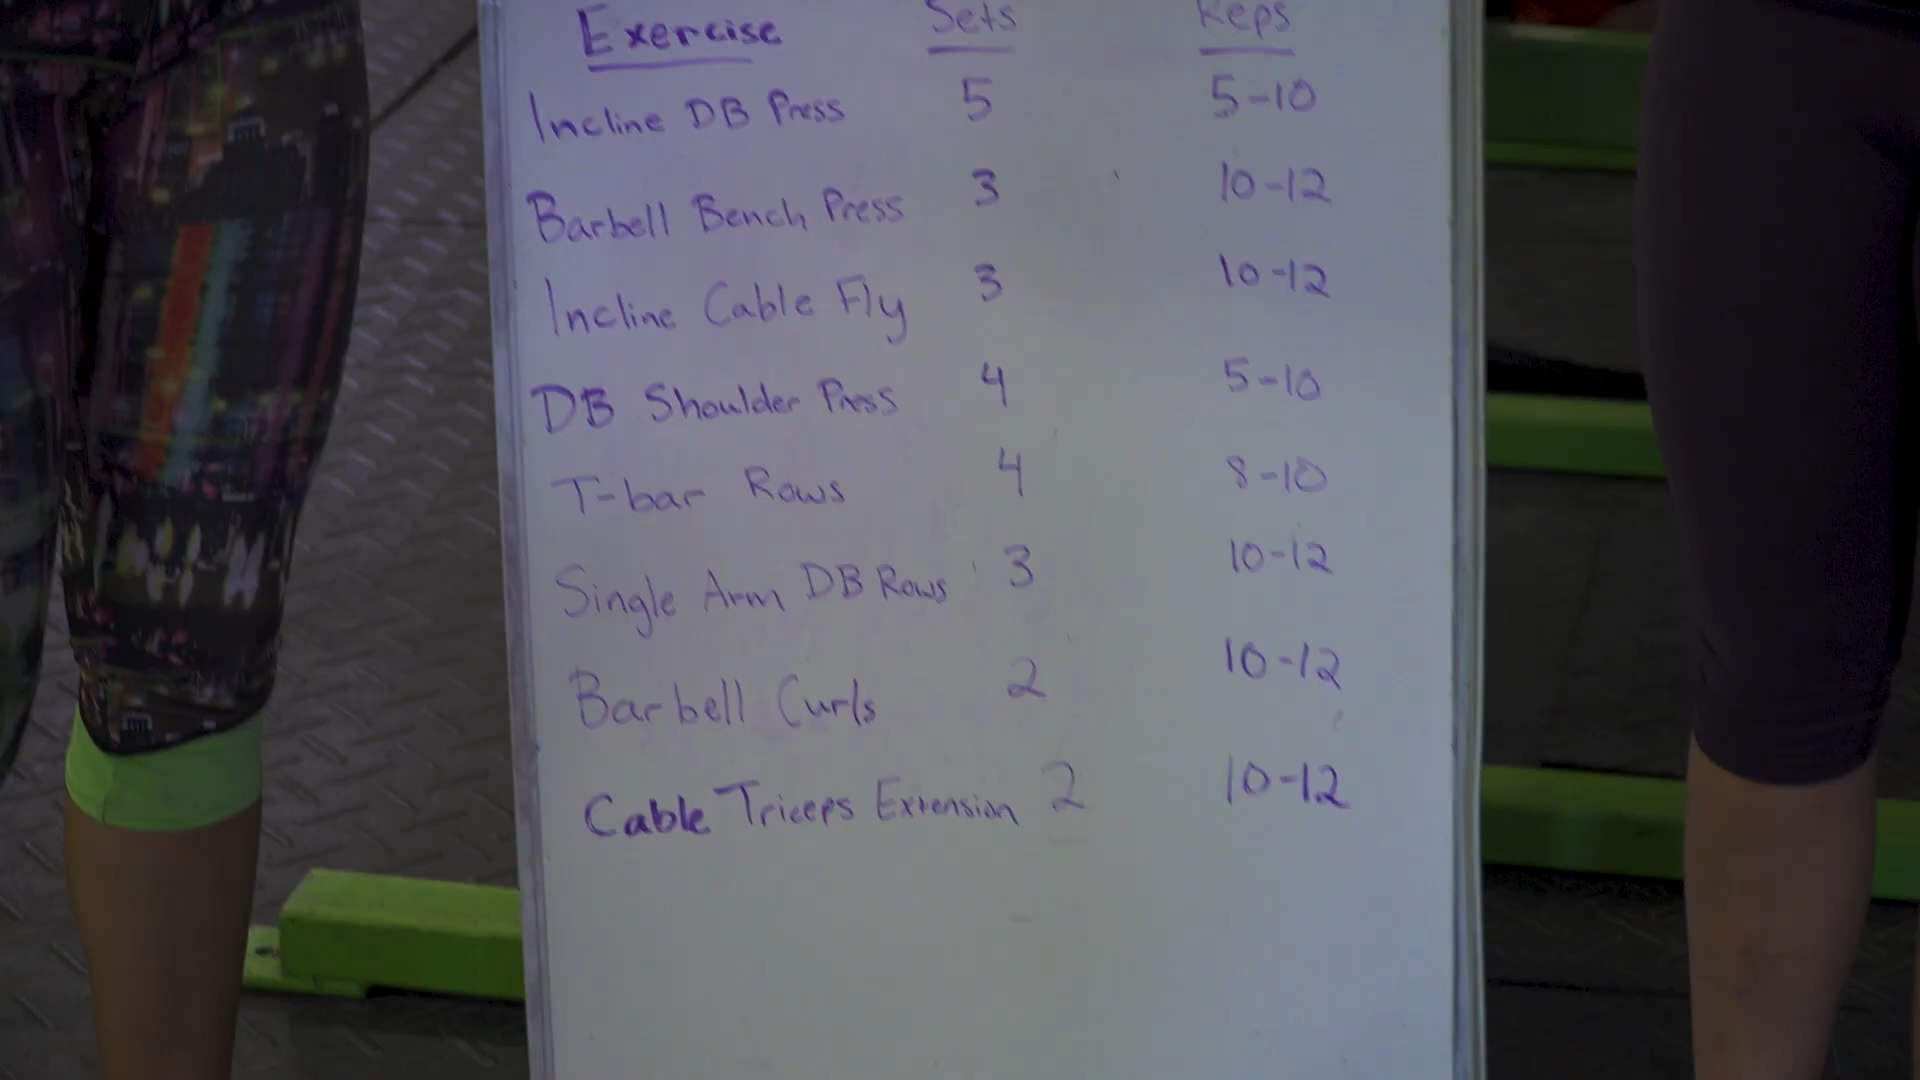 Exercise Sets Reps
Incline DB Press 5 5-10
Barbell Bench Press 3 10-12
Incline Cable Fly 3 10-12
DB Shoulder Press 4 5-10
T-bar Rows 4 8-10
Single Arm DB Rows 3 10-12
Barbell Curls 2 10-12
Cable Triceps Extension 2 10-12